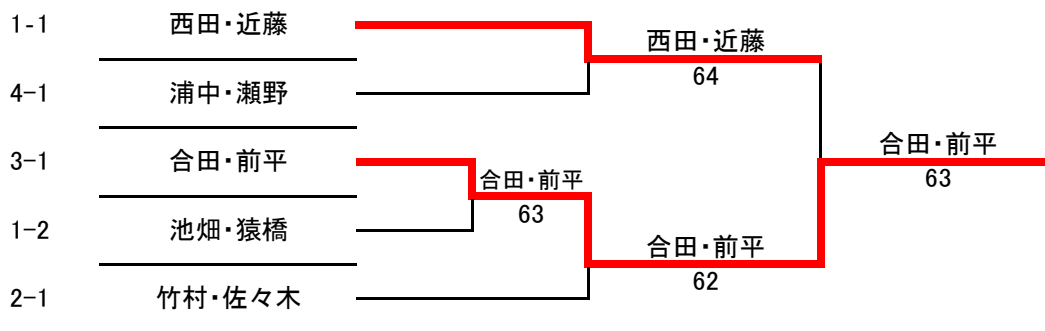 1-1 西田・近藤
西田・近藤
64
4-1 浦中・瀬野
3-1 合田・前平
合田・前平
63
合田・前平
63
1-2 池畑・猿橋
合田・前平
62
2-1 竹村・佐々木